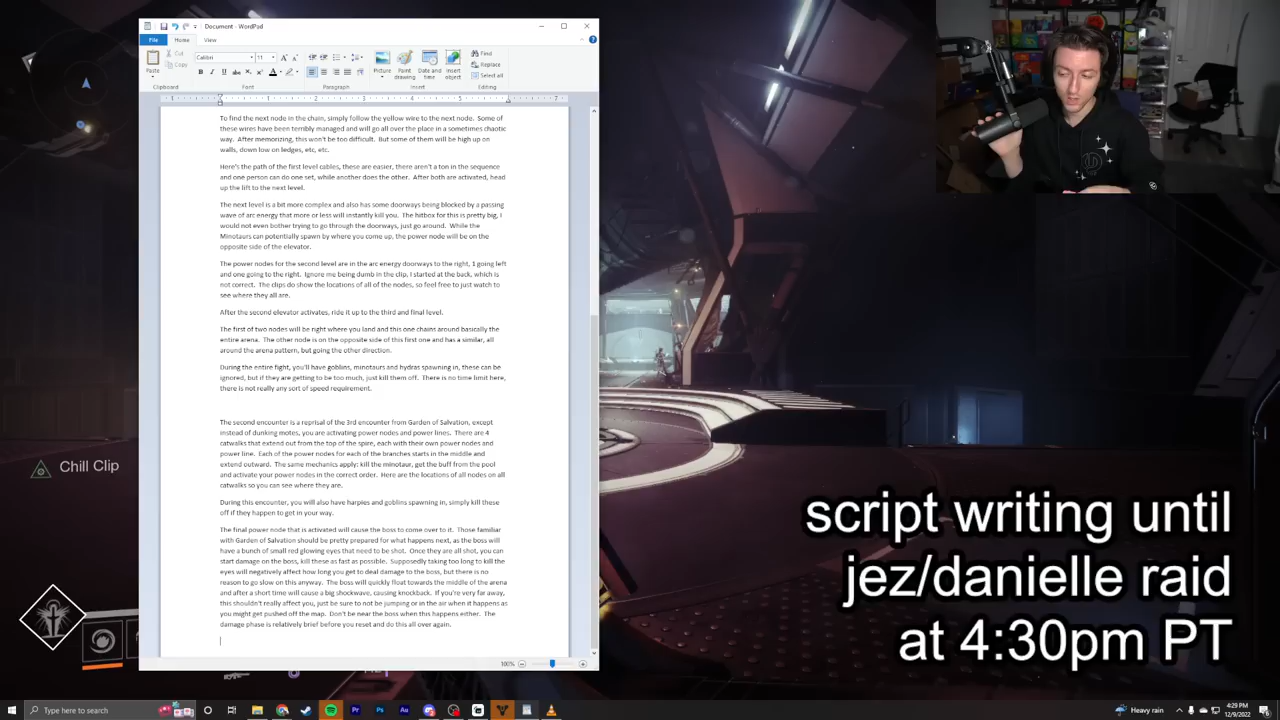 Document - WordPad
File
Home
View
Paste
Cut
Copy
Calibri
11
Picture
Paint drawing
Date and time
Insert object
Find
Replace
Select all
Clipboard
Font
Paragraph
Insert
Editing
1
1
2
3
4
5
7
To find the next node in the chain, simply follow the yellow wire to the next node. Some of
these wires have been terribly managed and will go all over the place in a sometimes chaotic
way. After memorizing, this won't be too difficult. But some of them will be high up on
walls, down low on ledges, etc, etc.
Here's the path of the first level cables, these are easier, there aren't a ton in the sequence
and one person can do one set, while another does the other. After both are activated, head
up the lift to the next level.
The next level is a bit more complex and also has some doorways being blocked by a passing
wave of arc energy that more or less will instantly kill you. The hitbox for this is pretty big, I
would not even bother trying to go through the doorways, just go around. While the
Minotaurs can potentially spawn by where you come up, the power node will be on the
opposite side of the elevator.
The power nodes for the second level are in the arc energy doorways to the right, 1 going left
and one going to the right. Ignore me being dumb in the clip, I started at the back, which is
not correct. The clips do show the locations of all of the nodes, so feel free to just watch to
see where they all are.
After the second elevator activates, ride it up to the third and final level.
The first of two nodes will be right where you land and this one chains around basically the
entire arena. The other node is on the opposite side of this first one and has a similar, all
around the arena pattern, but going the other direction.
During the entire fight, you'll have goblins, minotaurs and hydras spawning in, these can be
ignored, but if they are getting to be too much, just kill them off. There is no time limit here,
there is not really any sort of speed requirement.
The second encounter is a reprisal of the 3rd encounter from Garden of Salvation, except
instead of dunking motes, you are activating power nodes and power lines. There are 4
catwalks that extend out from the top of the spire, each with their own power nodes and
power line. Each of the power nodes for each of the branches starts in the middle and
extend outward. The same mechanics apply; kill the minotaur, get the buff from the pool
and activate your power nodes in the correct order. Here are the locations of all nodes on all
catwalks so you can see where they are.
During this encounter, you will also have harpies and goblins spawning in, simply kill these
off if they happen to get in your way.
The final power node that is activated will cause the boss to come over to it. Those familiar
with Garden of Salvation should be pretty prepared for what happens next, as the boss will
have a bunch of small red glowing eyes that need to be shot. Once they are all shot, you can
start damage on the boss, kill these as fast as possible. Supposedly taking too long to kill the
eyes will negatively affect how long you get to deal damage to the boss, but there is no
reason to go slow on this anyway. The boss will quickly float towards the middle of the arena
and after a short time will cause a big shockwave, causing knockback. If you're very far away,
this shouldn't really affect you, just be sure to not be jumping or in the air when it happens as
you might get pushed off the map. Don't be near the boss when this happens either. The
damage phase is relatively brief before you reset and do this all over again.
100%
Chill Clip
script writing until
jez/danielle raid
at 4:30pm PT
Type here to search
Heavy rain
4:29 PM
12/9/2022